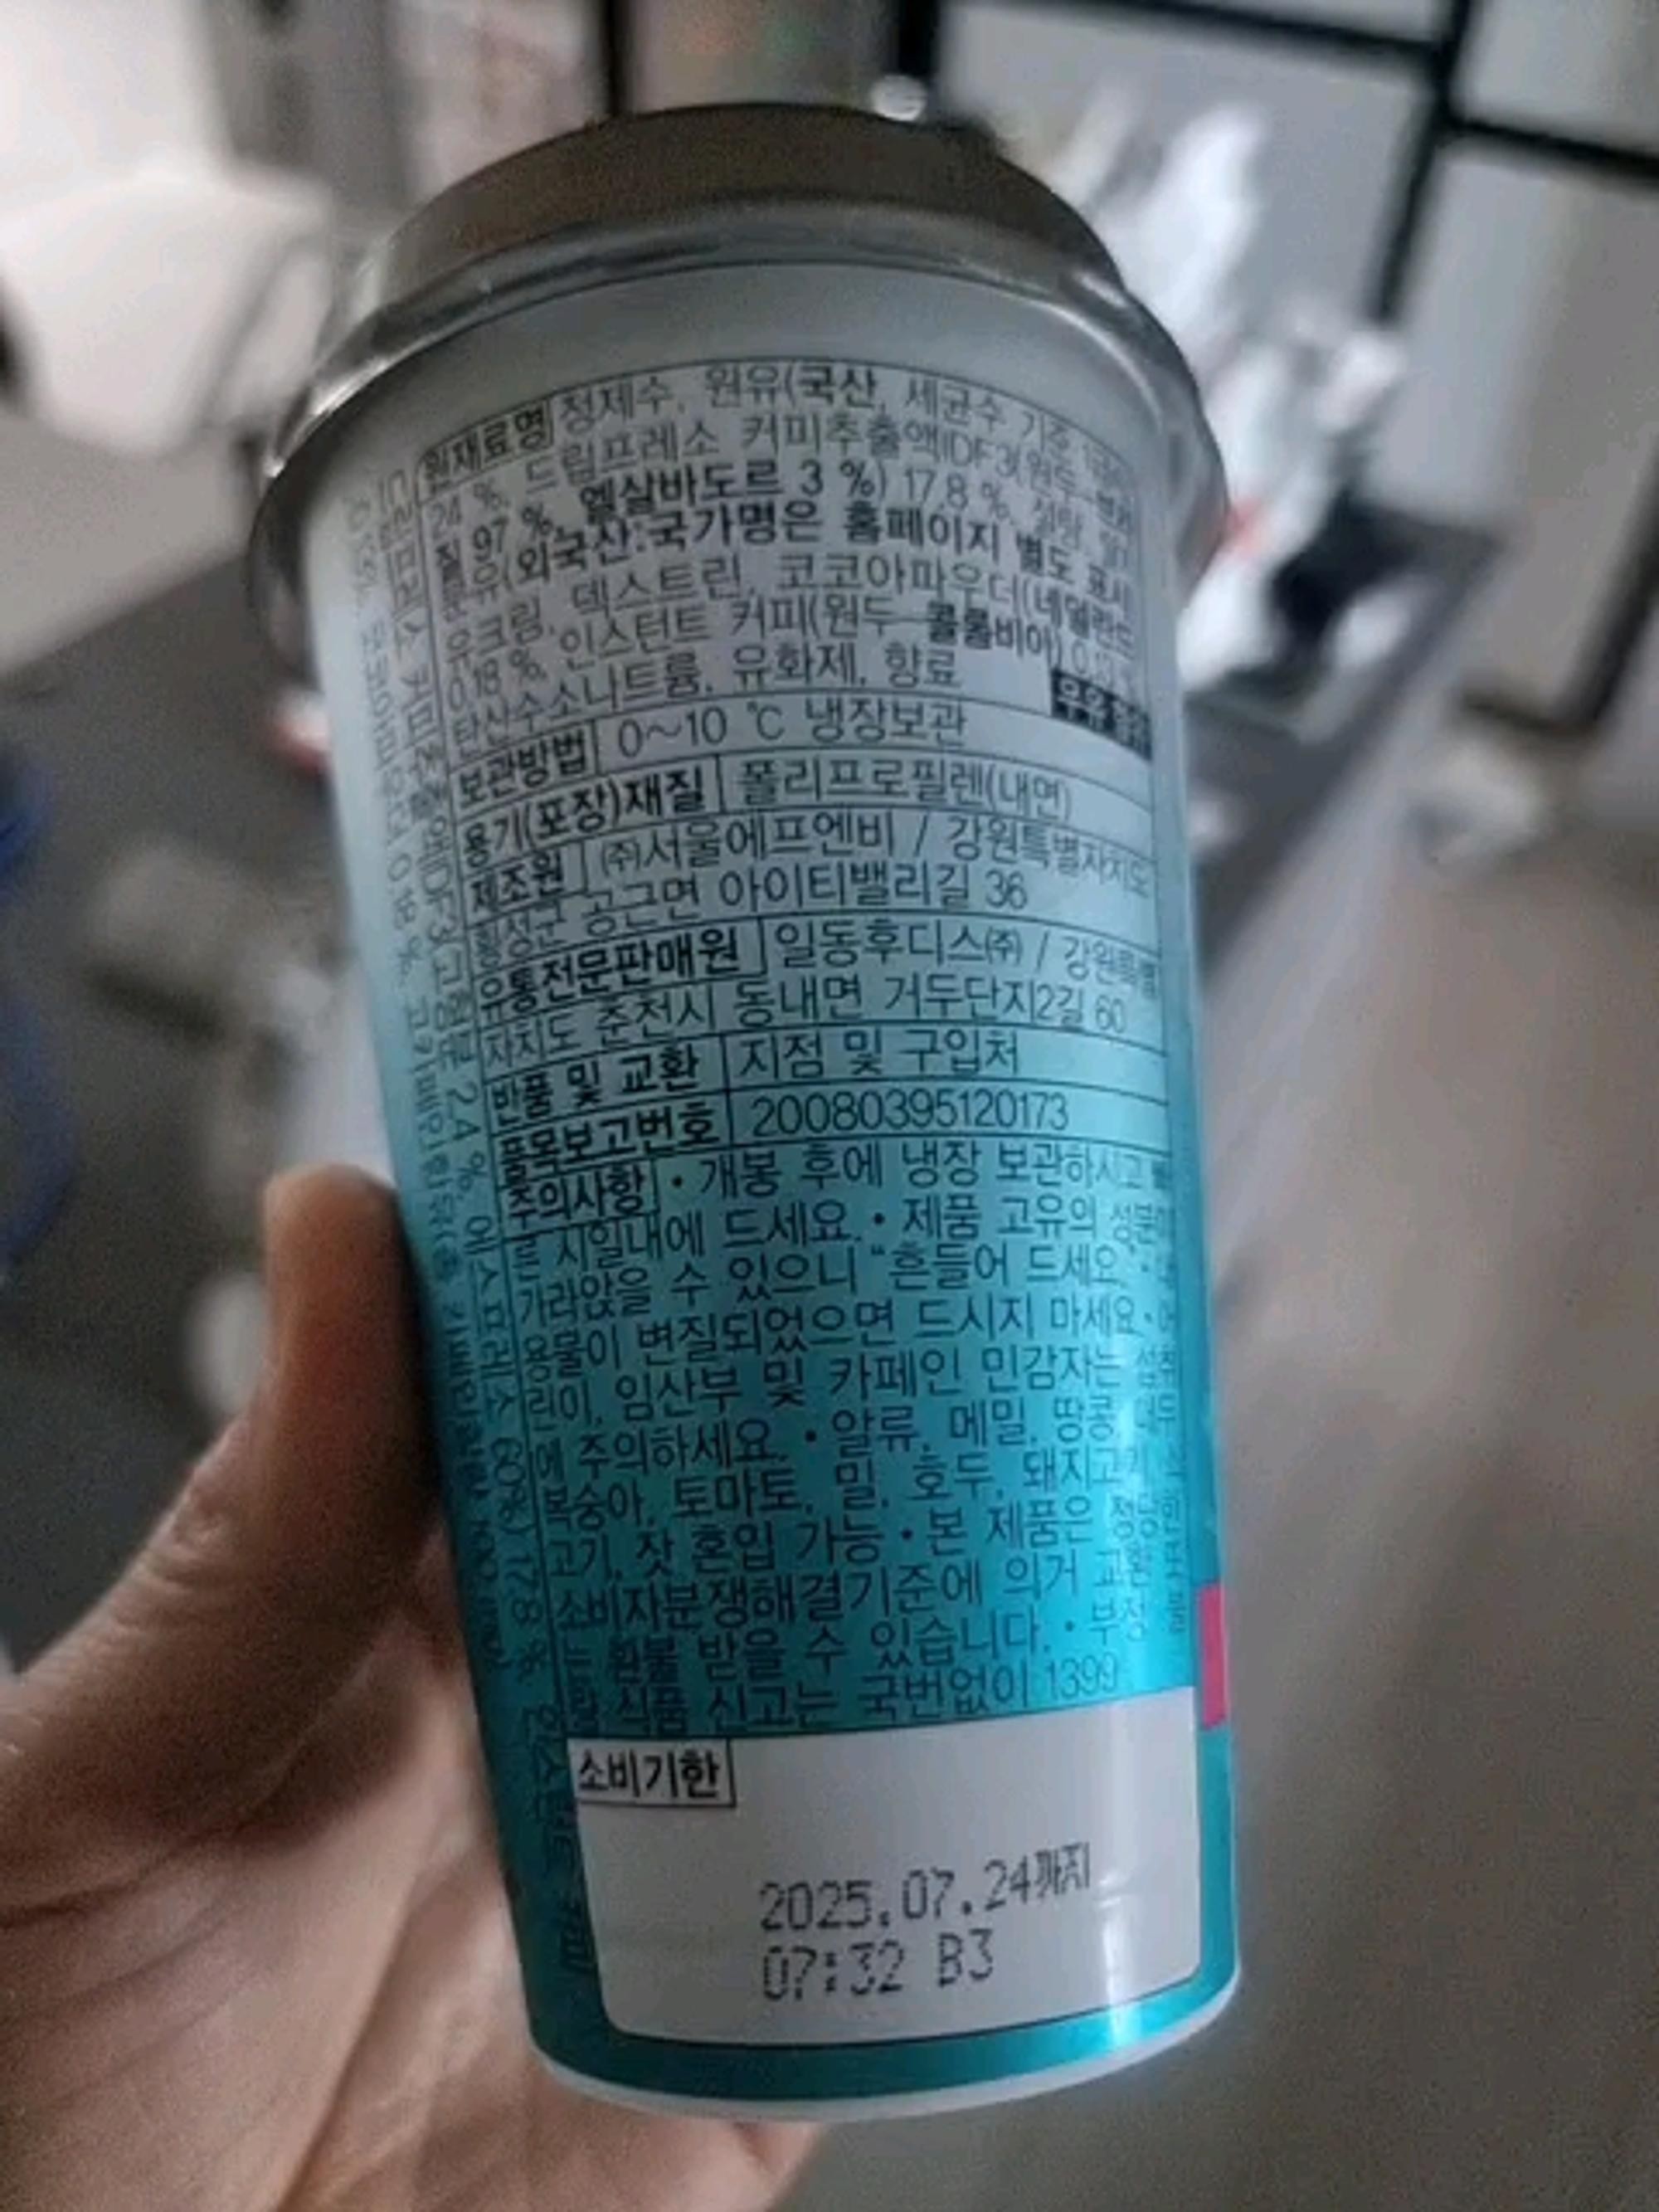 원재료명 정제수, 원유(국산, 세균수 기준
24 %, 드립프레소 커피추출액IDF3(원두-브라
질 97 %, 엘살바도르 3 %) 17.8 %, 설탕,
분유(외국산:국가명은 홈페이지 별도 표시
유크림, 덱스트린, 코코아파우더(네덜란드
0.18 %, 인스턴트 커피(원두-콜롬비아)
탄산수소나트륨, 유화제, 향료
우유 함유
보관방법 0~10 ℃ 냉장보관
용기(포장)재질 폴리프로필렌(내면)
제조원 ㈜서울에프엔비 / 강원특별자치도
횡성군 공근면 아이티밸리길 36
유통전문판매원 일동후디스㈜ / 강원특별
자치도 춘천시 동내면 거두단지2길 60
반품 및 교환 지점 및 구입처
품목보고번호 20080395120173
주의사항 • 개봉 후에 냉장 보관하시고 빠
른 시일내에 드세요. • 제품 고유의 성분이
가라앉을 수 있으니 "흔들어 드세요"
용물이 변질되었으면 드시지 마세요. • 어
린이, 임산부 및 카페인 민감자는 섭취
에 주의하세요. • 알류, 메밀, 땅콩, 대두
복숭아, 토마토, 밀, 호두, 돼지고기,
고기, 잣 혼입 가능 • 본 제품은 정당한
소비자분쟁해결기준에 의거 교환 또
는 환불 받을 수 있습니다. • 부정·불
량 식품 신고는 국번없이 1399
소비기한
2025.07.24까지
07:32 B3